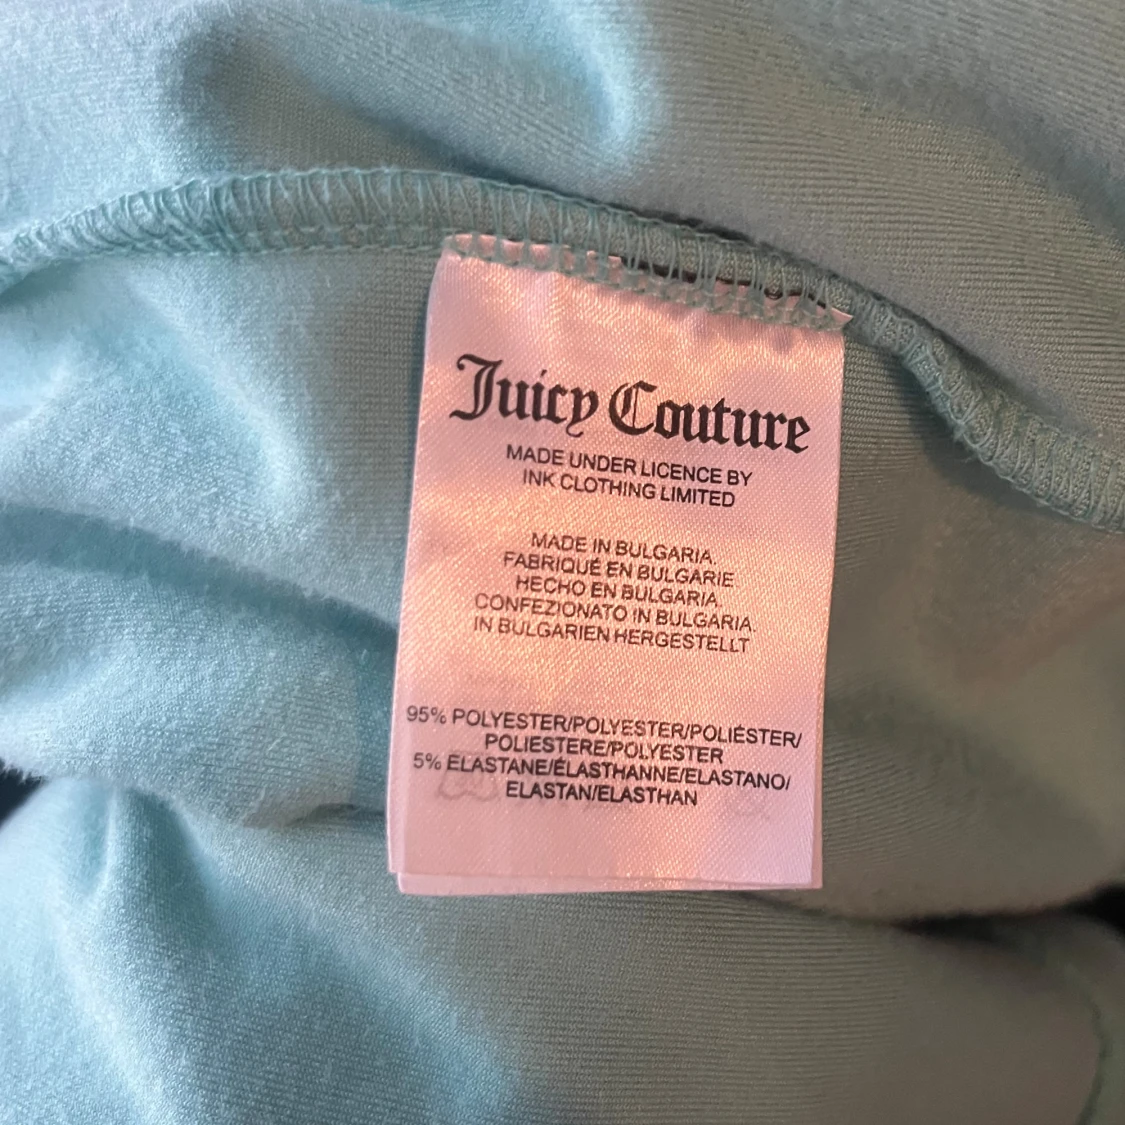 Juicy Couture
MADE UNDER LICENCE BY
INK CLOTHING LIMITED
MADE IN BULGARIA.
FABRIQUÉ EN BULGARIE
HECHO EN BULGARIA.
CONFEZIONATO IN BULGARIA.
IN BULGARIEN HERGESTELLT
95% POLYESTER/POLYESTER/POLIÉSTER/
POLIESTERE/POLYESTER
5% ELASTANE/ÉLASTHANNE/ELASTANO/
ELASTAN/ELASTHAN